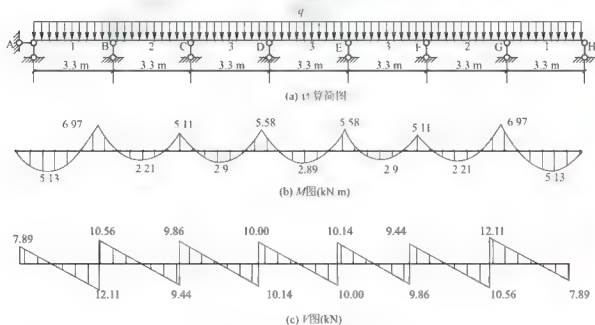 q
A 1 B 2 C 3 D 3 E 3 F 2 G 1 H
3.3 m 3.3 m 3.3 m 3.3 m 3.3 m 3.3 m 3.3 m
(a) 计算简图
6.97 5.11 5.58 5.58 5.11 6.97
5.13 2.21 2.9 2.89 2.9 2.21 5.13
(b) M图(kN m)
7.89 10.56 9.86 10.00 10.14 9.44 12.11
12.11 9.44 10.14 10.00 9.86 10.56 7.89
(c) V图(kN)